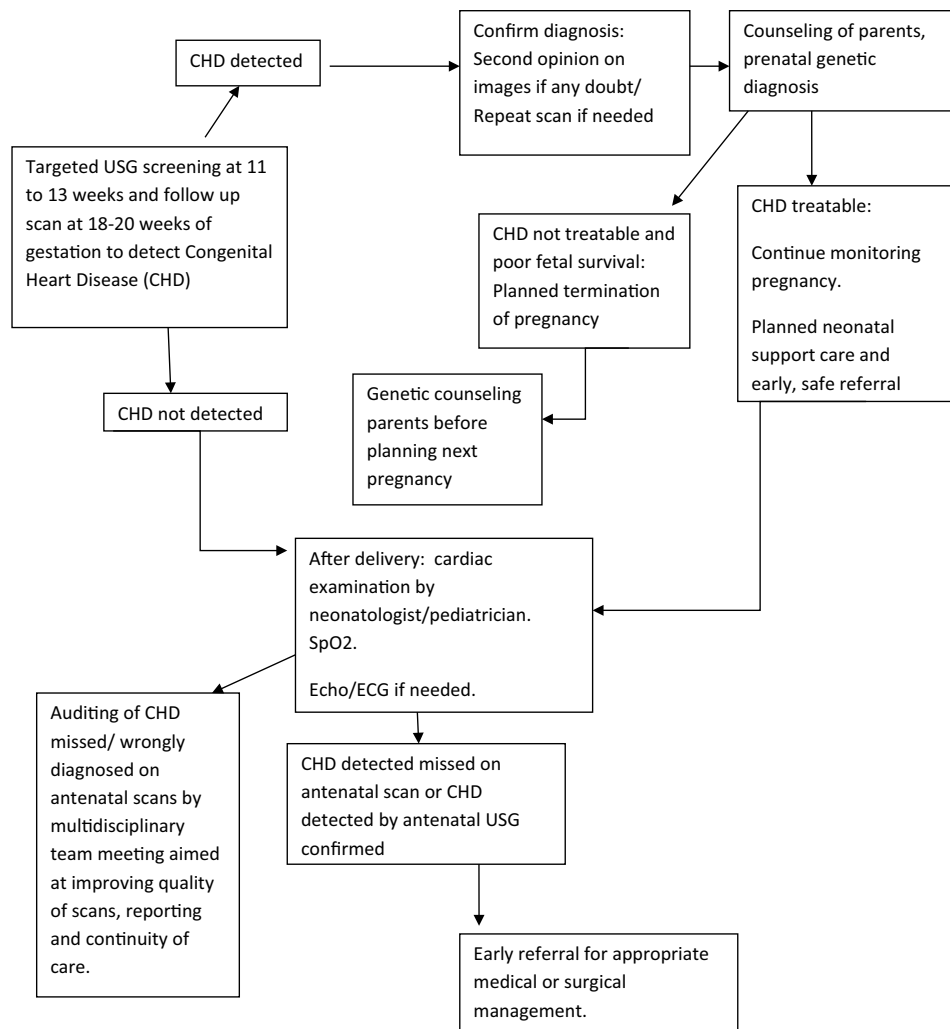 CHD detected
Confirm diagnosis:
Second opinion on
images if any doubt/
Repeat scan if needed
Counseling of parents,
prenatal genetic
diagnosis
Targeted USG screening at 11
to 13 weeks and follow up
scan at 18-20 weeks of
gestation to detect Congenital
Heart Disease (CHD)
CHD not treatable and
poor fetal survival:
Planned termination
of pregnancy
CHD treatable:
Continue monitoring
pregnancy.
Planned neonatal
support care and
early, safe referral
CHD not detected
Genetic counseling
parents before
planning next
pregnancy
After delivery: cardiac
examination by
neonatologist/pediatrician.
SpO2.
Echo/ECG if needed.
Auditing of CHD
missed/ wrongly
diagnosed on
antenatal scans by
multidisciplinary
team meeting aimed
at improving quality
of scans, reporting
and continuity of
care.
CHD detected missed on
antenatal scan or CHD
detected by antenatal USG
confirmed
Early referral for appropriate
medical or surgical
management.